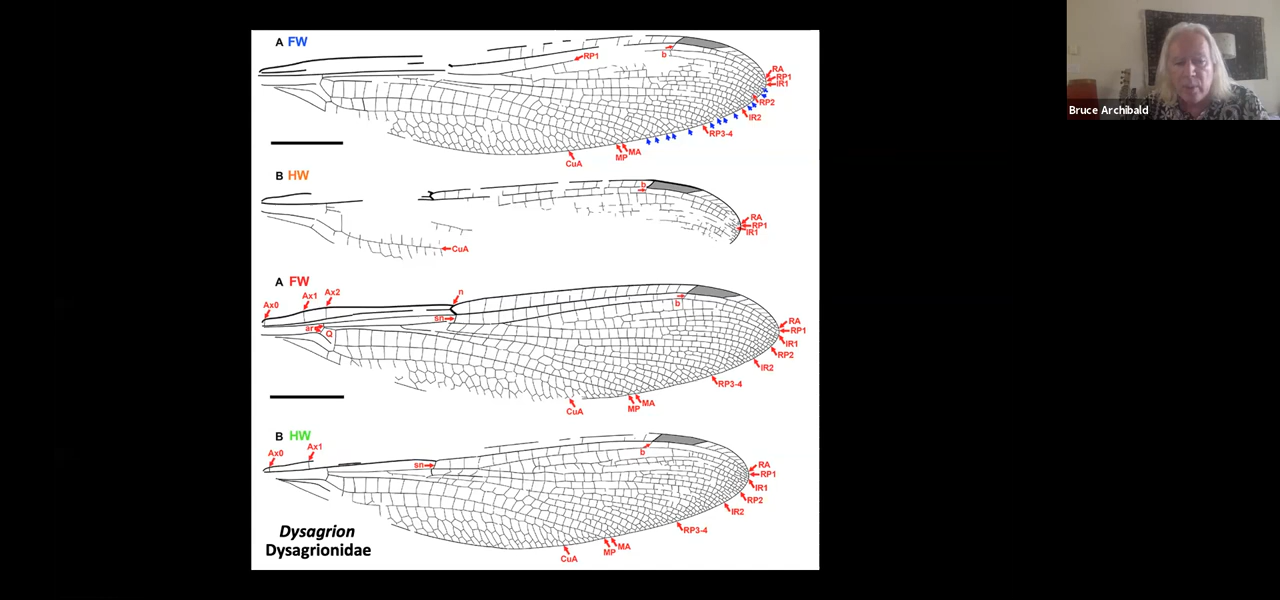 A FW
RP1
b
RA
RP1
IR1
RP2
IR2
RP3-4
MA
MP
CuA
B HW
b
RA
RP1
IR1
CuA
A FW
n
Ax0
Ax1
Ax2
sn
ar
Q
b
RA
RP1
IR1
RP2
IR2
RP3-4
MA
MP
CuA
B HW
Ax0
Ax1
sn
b
RA
RP1
IR1
RP2
IR2
RP3-4
MA
MP
CuA
Dysagrion
Dysagrionidae
Bruce Archibald